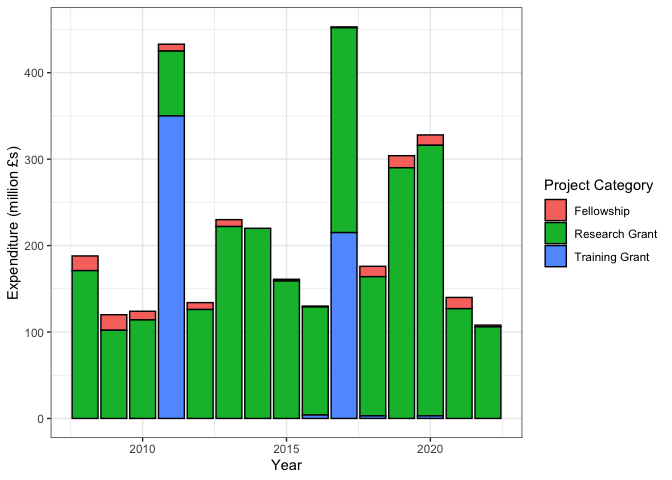 400
300
200
100
0
Expenditure (million £s)
2010
2015
2020
Year
Project Category
Fellowship
Research Grant
Training Grant